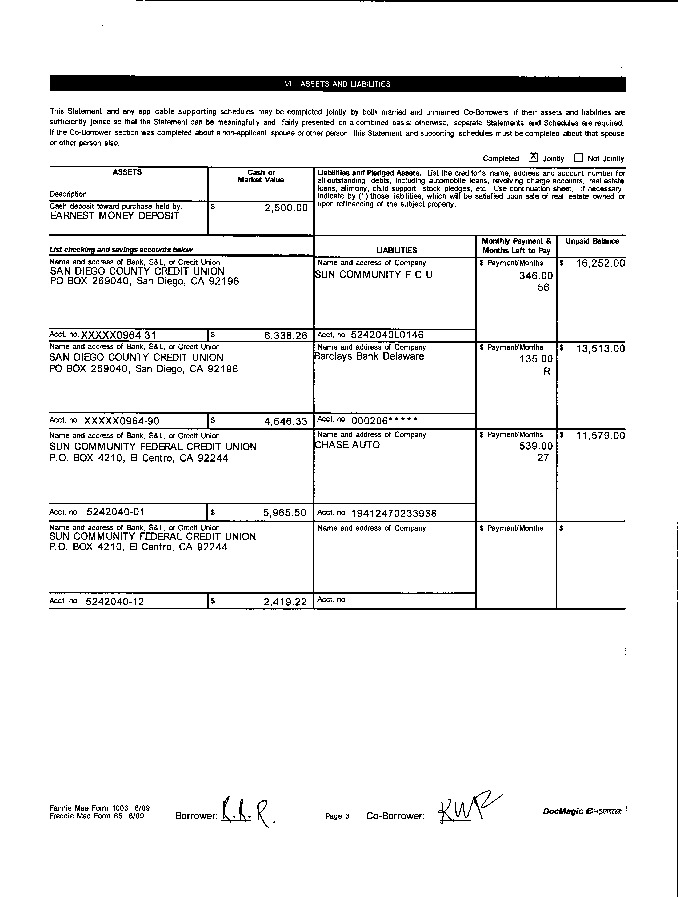 VI. ASSETS AND LIABILITIES
This Statement and any applicable supporting schedules may be completed jointly by both married and unmarried Co-Borrowers if their assets and liabilities are
sufficiently joined so that the Statement can be meaningfully and fairly presented on a combined basis; otherwise, separate Statements and Schedules are required.
If the Co-Borrower section was completed about a non-applicant spouse or other person, this Statement and supporting schedules must be completed about that spouse
or other person also.
Completed X Jointly Not Jointly
ASSETS
Cash or
Market Value
Description
Cash deposit toward purchase held by:
EARNEST MONEY DEPOSIT
$ 2,500.00
Liabilities and Pledged Assets. List the creditor's name, address and account number for
all outstanding debts, including automobile loans, revolving charge accounts, real estate
loans, alimony, child support, stock pledges, etc. Use continuation sheet, if necessary.
Indicate by (*) those liabilities, which will be satisfied upon sale of real estate owned or
upon refinancing of the subject property.
List checking and savings accounts below
LIABILITIES
Monthly Payment &
Months Left to Pay
Unpaid Balance
Name and address of Bank, S&L, or Credit Union
SAN DIEGO COUNTY CREDIT UNION
PO BOX 269040, San Diego, CA 92196
Acct. no. XXXXX0964-31 $ 6,338.26
Name and address of Company
SUN COMMUNITY F C U
Acct. no. 5242040L0146
$ Payment/Months
346.00
56
$ 16,252.00
Name and address of Bank, S&L, or Credit Union
SAN DIEGO COUNTY CREDIT UNION
PO BOX 269040, San Diego, CA 92196
Acct. no. XXXXX0964-90 $ 4,646.33
Name and address of Company
Barclays Bank Delaware
Acct. no. 000206*****
$ Payment/Months
135.00
R
$ 13,513.00
Name and address of Bank, S&L, or Credit Union
SUN COMMUNITY FEDERAL CREDIT UNION
P.O. BOX 4210, El Centro, CA 92244
Acct. no. 5242040-01 $ 5,965.50
Name and address of Company
CHASE AUTO
Acct. no. 19412470233936
$ Payment/Months
539.00
27
$ 11,579.00
Name and address of Bank, S&L, or Credit Union
SUN COMMUNITY FEDERAL CREDIT UNION
P.O. BOX 4210, El Centro, CA 92244
Acct. no. 5242040-12 $ 2,419.22
Name and address of Company
Acct. no.
$ Payment/Months
$
Fannie Mae Form 1003 6/09
Freddie Mac Form 65 6/09
Borrower:
Page 3
Co-Borrower: KWR
DocMagic